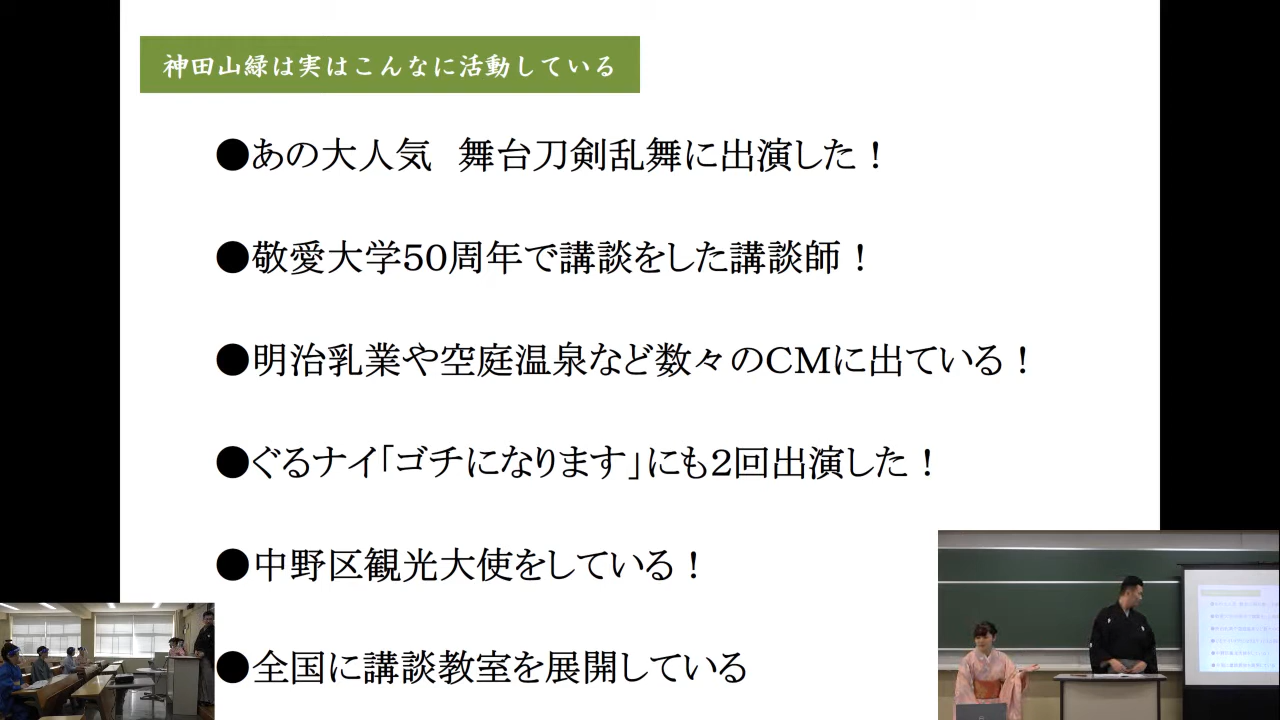 神田山緑は実はこんなに活動している
●あの大人気　舞台刀剣乱舞に出演した！
●敬愛大学50周年で講談をした講談師！
●明治乳業や空庭温泉など数々のCMに出ている！
●ぐるナイ「ゴチになります」にも2回出演した！
●中野区観光大使をしている！
●全国に講談教室を展開している